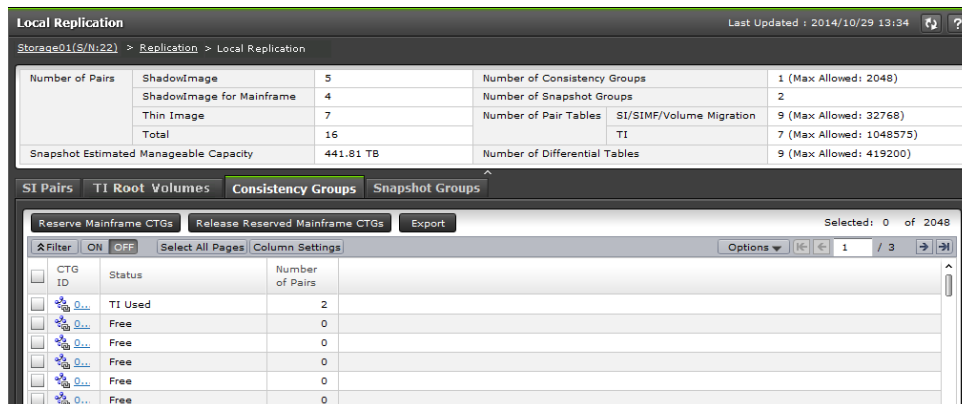 Local Replication Last Updated : 2014/10/29 13:34 ?
Storage01(S/N:22) > Replication > Local Replication
Number of Pairs ShadowImage 5 Number of Consistency Groups 1 (Max Allowed: 2048)
ShadowImage for Mainframe 4 Number of Snapshot Groups 2
Thin Image 7 Number of Pair Tables SI/SIMF/Volume Migration 9 (Max Allowed: 32768)
Total 16 TI 7 (Max Allowed: 1048575)
Snapshot Estimated Manageable Capacity 441.81 TB Number of Differential Tables 9 (Max Allowed: 419200)
SI Pairs TI Root Volumes Consistency Groups Snapshot Groups
Reserve Mainframe CTGs Release Reserved Mainframe CTGs Export Selected: 0 of 2048
Filter ON OFF Select All Pages Column Settings Options 1 / 3
CTG ID Status Number of Pairs
0... TI Used 2
0... Free 0
0... Free 0
0... Free 0
0... Free 0
0... Free 0